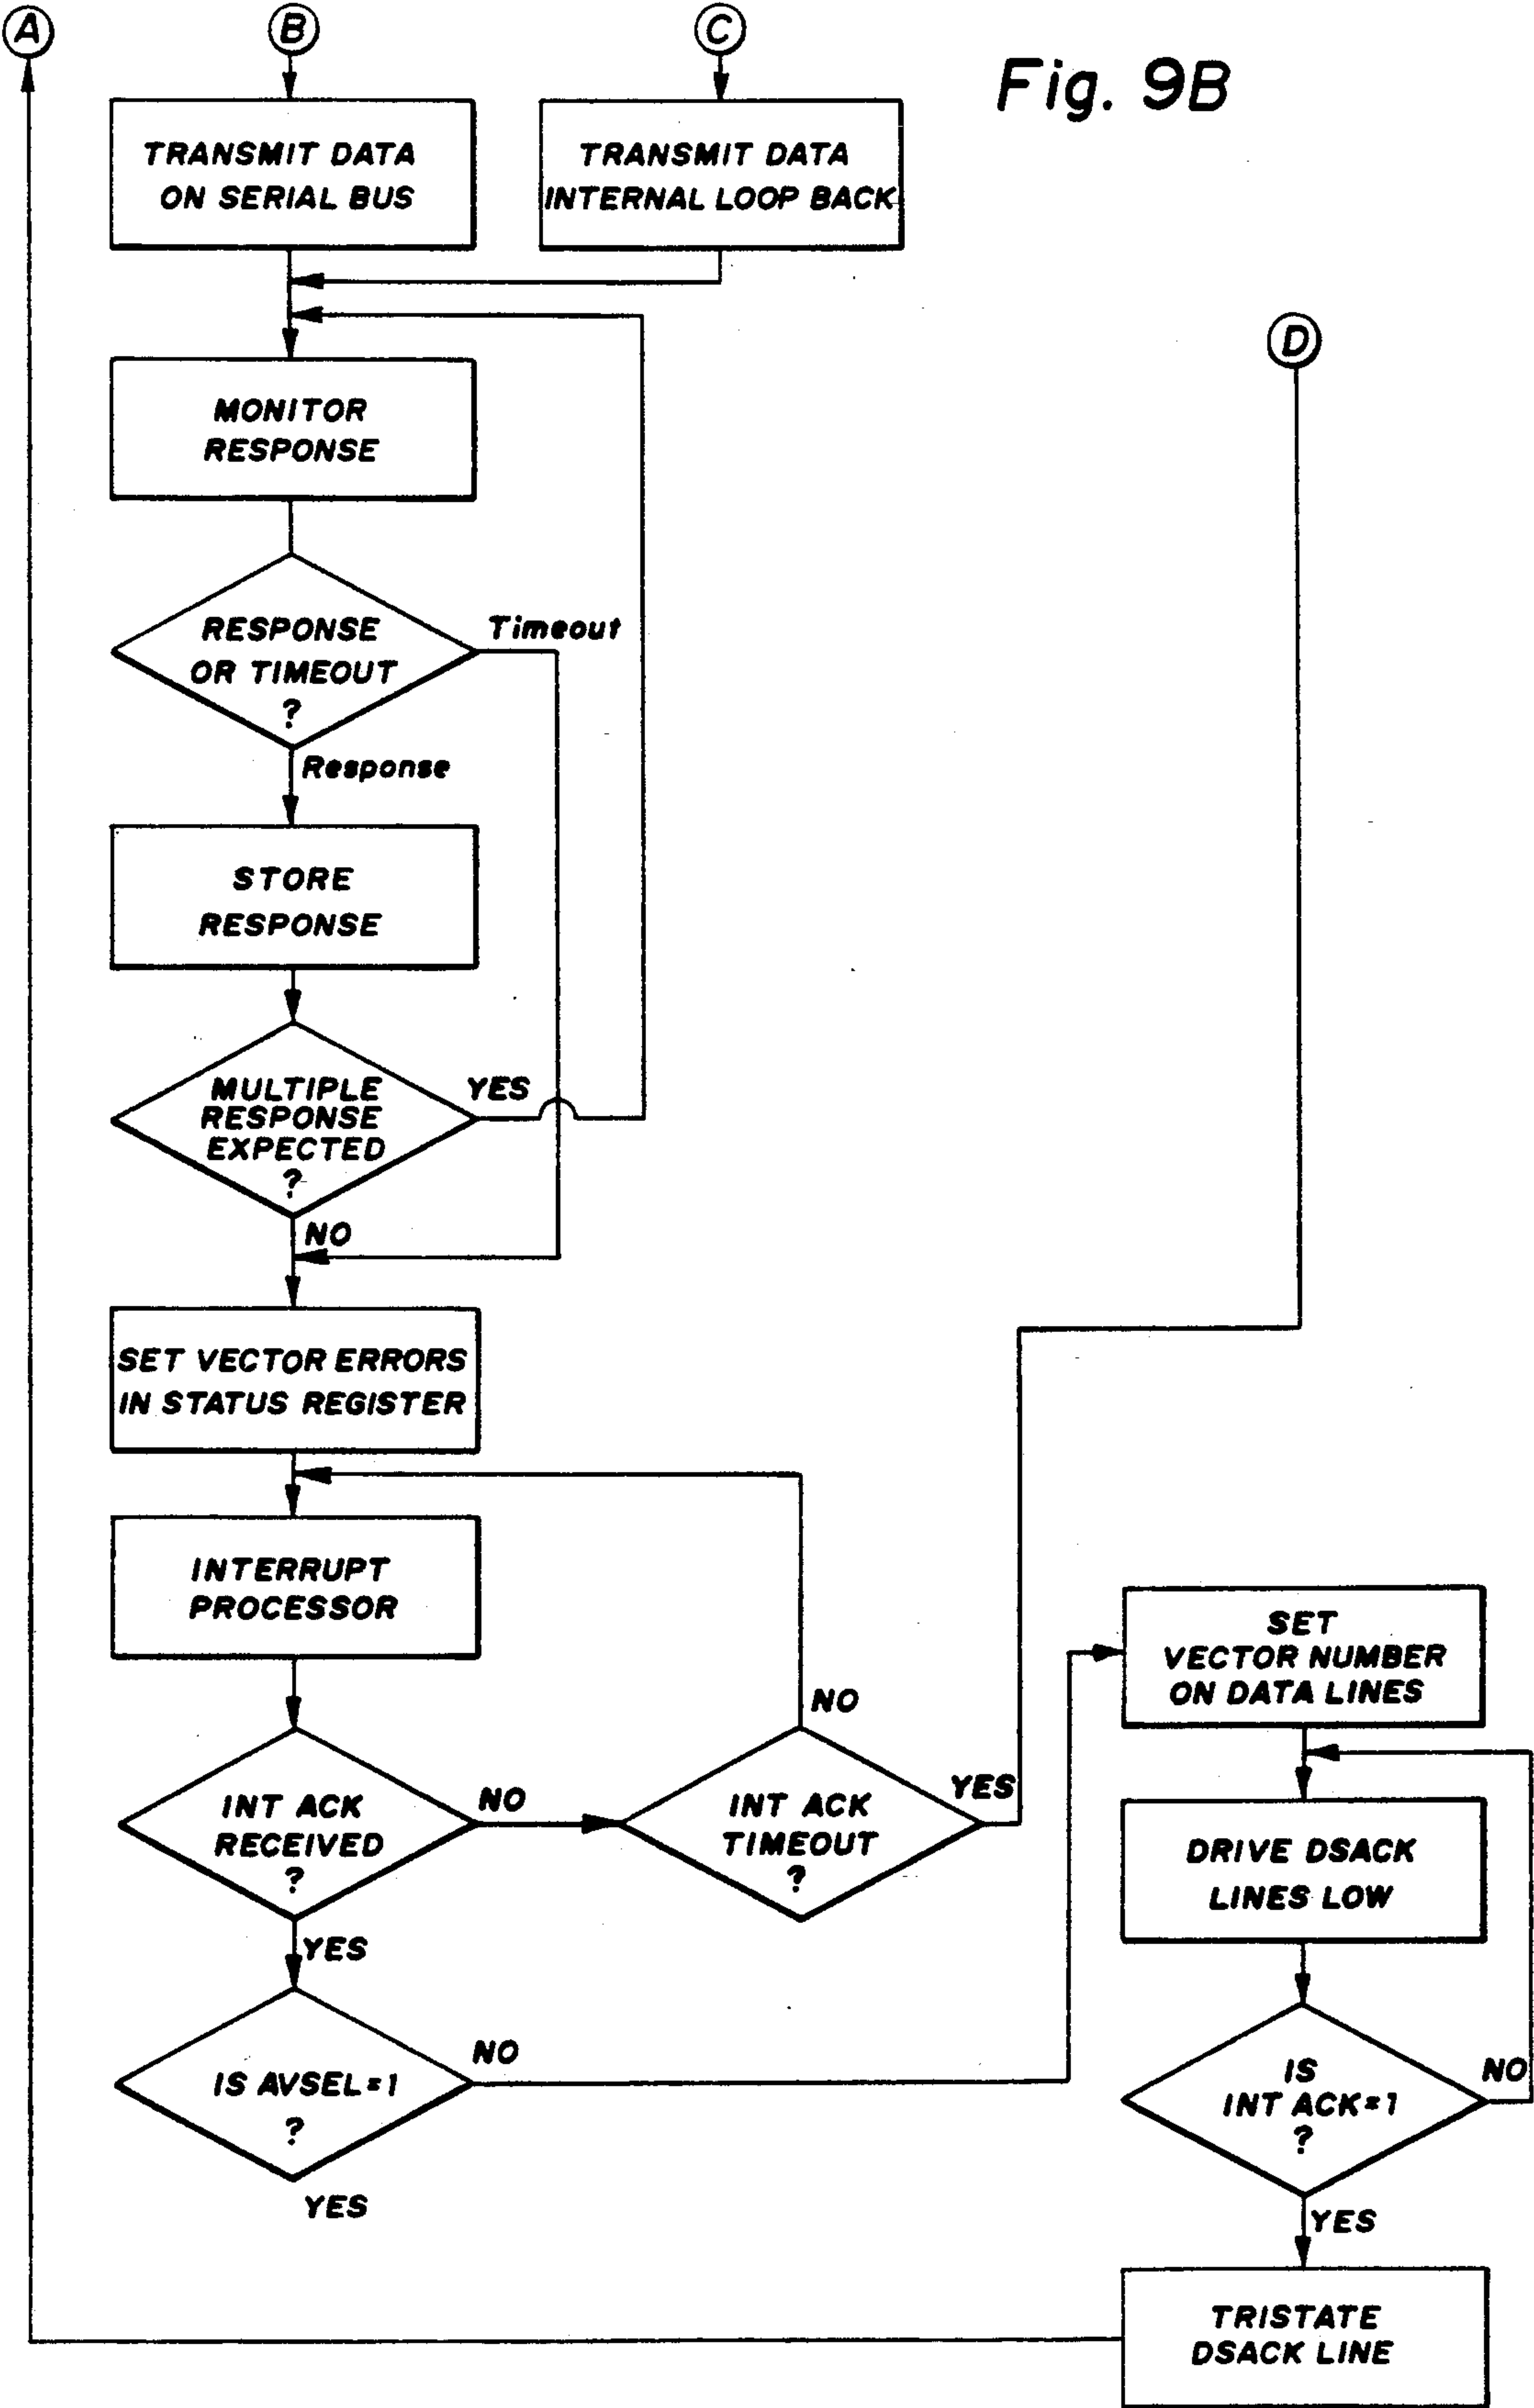 A
B
C
Fig. 9B
TRANSMIT DATA
ON SERIAL BUS
TRANSMIT DATA
INTERNAL LOOP BACK
D
MONITOR
RESPONSE
RESPONSE
OR TIMEOUT
?
Timeout
Response
STORE
RESPONSE
MULTIPLE
RESPONSE
EXPECTED
?
YES
NO
SET VECTOR ERRORS
IN STATUS REGISTER
INTERRUPT
PROCESSOR
INT ACK
RECEIVED
?
NO
YES
INT ACK
TIMEOUT
?
NO
YES
IS AVSEL=1
?
NO
YES
SET
VECTOR NUMBER
ON DATA LINES
DRIVE DSACK
LINES LOW
IS
INT ACK=1
?
NO
YES
TRISTATE
DSACK LINE